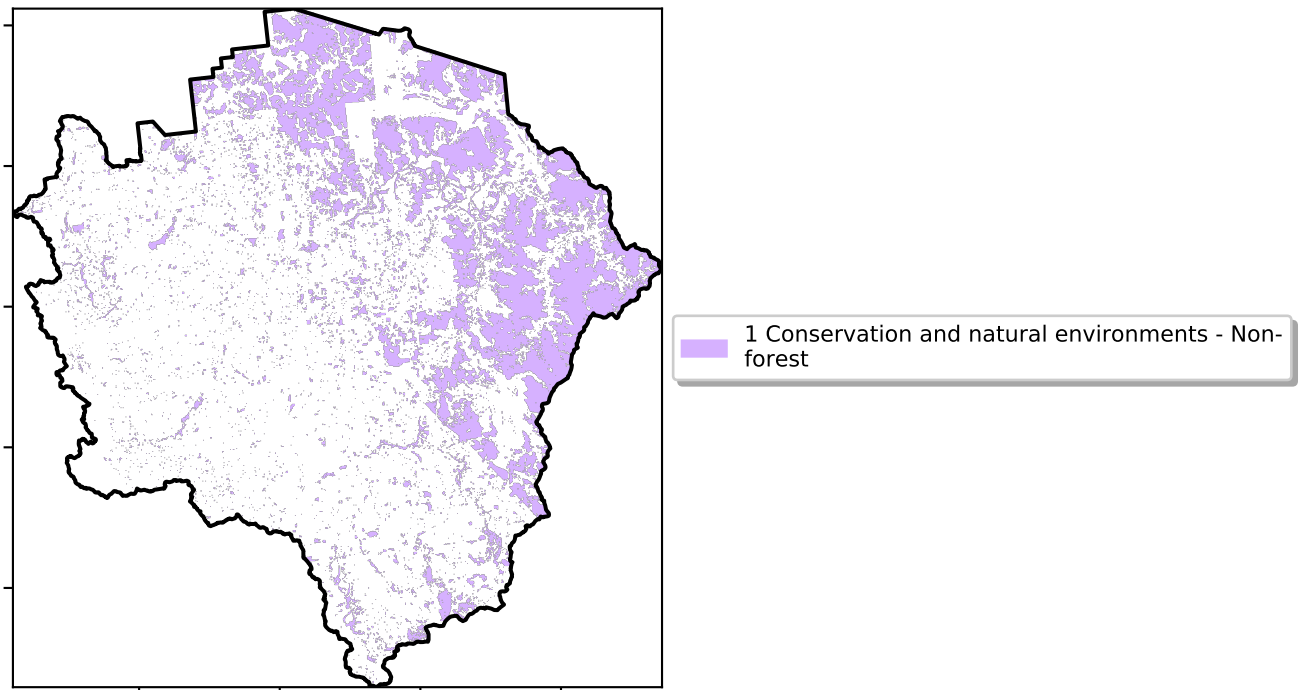 1 Conservation and natural environments - Non-
forest